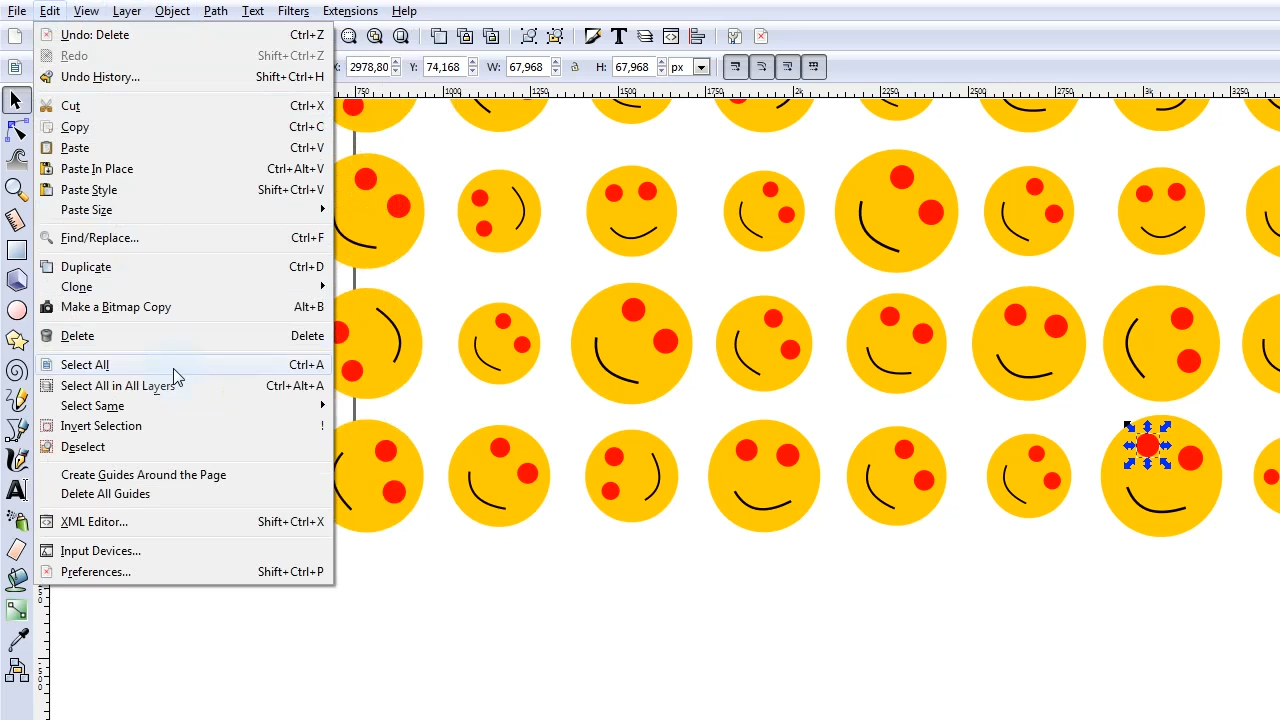 File Edit View Layer Object Path Text Filters Extensions Help
Undo: Delete Ctrl+Z
Redo Shift+Ctrl+Z
Undo History... Shift+Ctrl+H
X: 2978,80 Y: 74,168 W: 67,968 H: 67,968 px
750 1000 1250 1500 1750 2000 2250 2500 2750 3k 3250
Cut Ctrl+X
Copy Ctrl+C
Paste Ctrl+V
Paste In Place Ctrl+Alt+V
Paste Style Shift+Ctrl+V
Paste Size
Find/Replace... Ctrl+F
Duplicate Ctrl+D
Clone
Make a Bitmap Copy Alt+B
Delete Delete
Select All Ctrl+A
Select All in All Layers Ctrl+Alt+A
Select Same
Invert Selection !
Deselect
Create Guides Around the Page
Delete All Guides
XML Editor... Shift+Ctrl+X
Input Devices...
Preferences... Shift+Ctrl+P